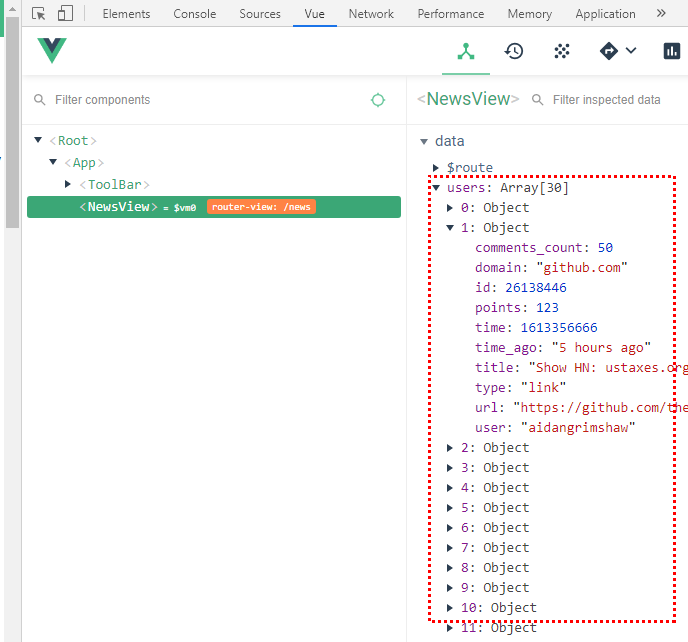 Elements Console Sources Vue Network Performance Memory Application »
Filter components
<Root>
<App>
<ToolBar>
<NewsView> = $vm0 router-view: /news
<NewsView> Filter inspected data
data
$route
users: Array[30]
0: Object
1: Object
comments_count: 50
domain: "github.com"
id: 26138446
points: 123
time: 1613356666
time_ago: "5 hours ago"
title: "Show HN: ustaxes.org
type: "link"
url: "https://github.com/the
user: "aidangrimshaw"
2: Object
3: Object
4: Object
5: Object
6: Object
7: Object
8: Object
9: Object
10: Object
11: Object